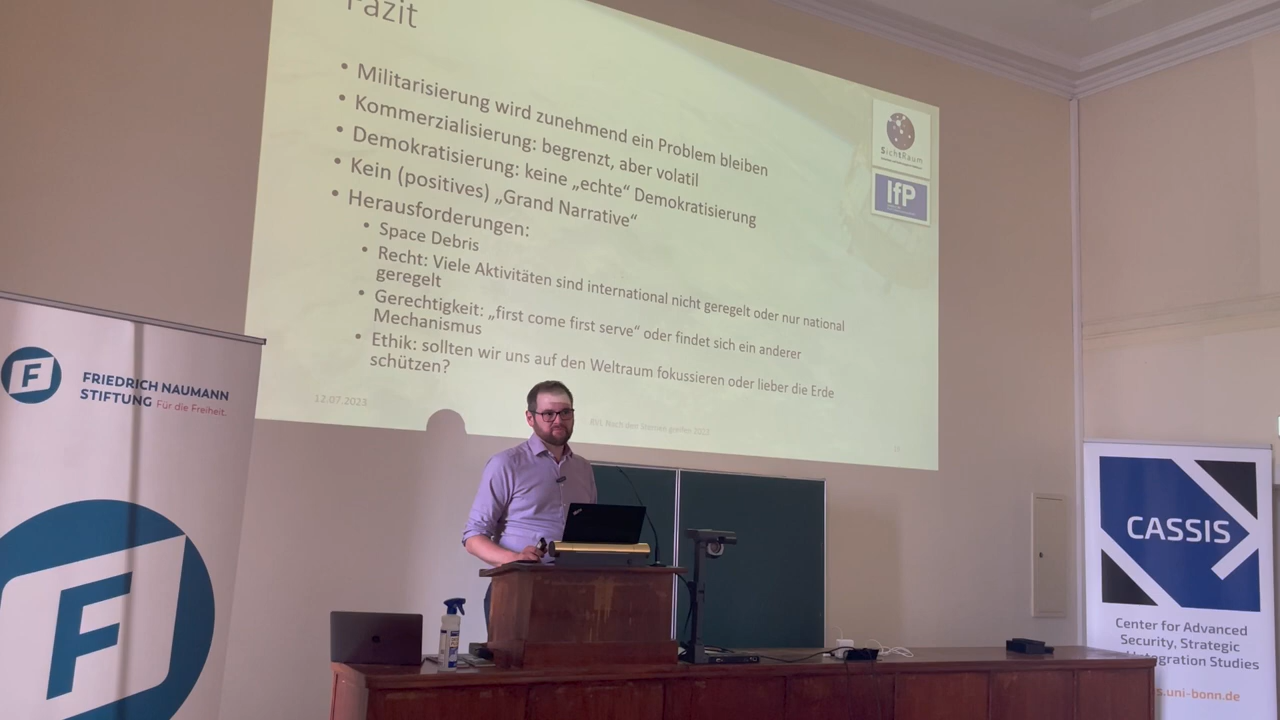 Fazit
• Militarisierung wird zunehmend ein Problem bleiben
• Kommerzialisierung: begrenzt, aber volatil
• Demokratisierung: keine „echte“ Demokratisierung
• Kein (positives) „Grand Narrative“
• Herausforderungen:
• Space Debris
• Recht: Viele Aktivitäten sind international nicht geregelt oder nur national
geregelt
• Gerechtigkeit: „first come first serve“ oder findet sich ein anderer
Mechanismus
• Ethik: sollten wir uns auf den Weltraum fokussieren oder lieber die Erde
schützen?
12.07.2023
SichtRaum
IfP
F
FRIEDRICH NAUMANN
STIFTUNG Für die Freiheit.
F
CASSIS
Center for Advanced
Security, Strategic
Integration Studies
.uni-bonn.de